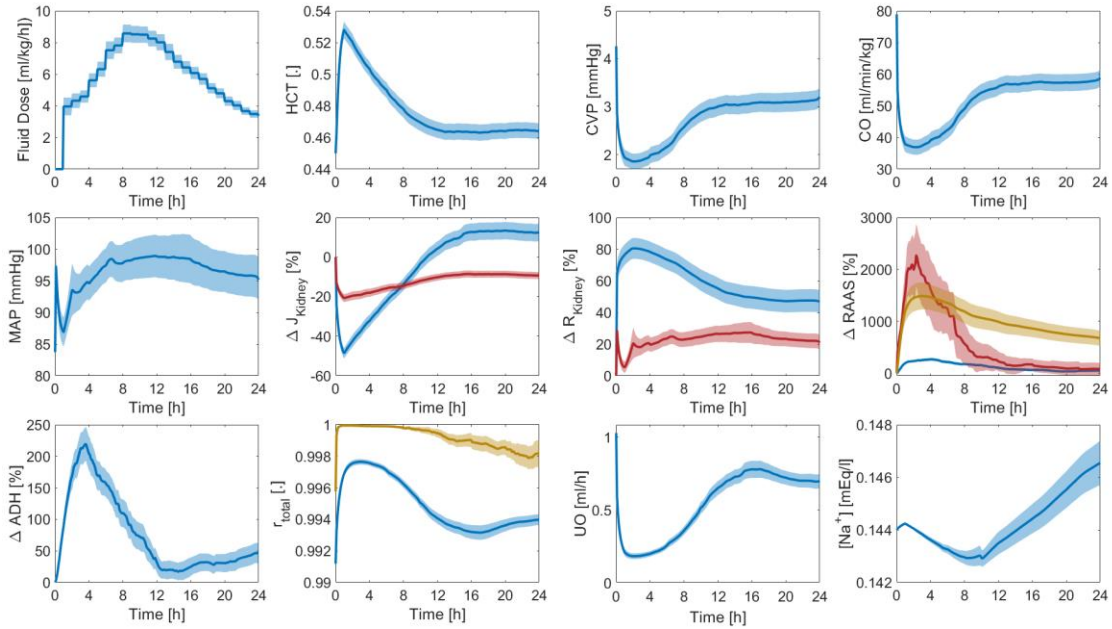 Fluid Dose [ml/kg/h])
10
8
6
4
2
0
0 4 8 12 16 20 24
Time [h]
HCT [.]
0.54
0.52
0.5
0.48
0.46
0.44
0 4 8 12 16 20 24
Time [h]
CVP [mmHg]
5
4
3
2
0 4 8 12 16 20 24
Time [h]
CO [ml/min/kg]
80
70
60
50
40
30
0 4 8 12 16 20 24
Time [h]
MAP [mmHg]
105
100
95
90
85
80
0 4 8 12 16 20 24
Time [h]
Δ J_Kidney [%]
20
0
-20
-40
-60
0 4 8 12 16 20 24
Time [h]
Δ R_Kidney [%]
100
80
60
40
20
0
0 4 8 12 16 20 24
Time [h]
Δ RAAS [%]
3000
2000
1000
0
0 4 8 12 16 20 24
Time [h]
Δ ADH [%]
250
200
150
100
50
0
0 4 8 12 16 20 24
Time [h]
r_total [.]
1
0.998
0.996
0.994
0.992
0.99
0 4 8 12 16 20 24
Time [h]
UO [ml/h]
1
0.5
0
0 4 8 12 16 20 24
Time [h]
[Na⁺] [mEq/l]
0.148
0.146
0.144
0.142
0 4 8 12 16 20 24
Time [h]